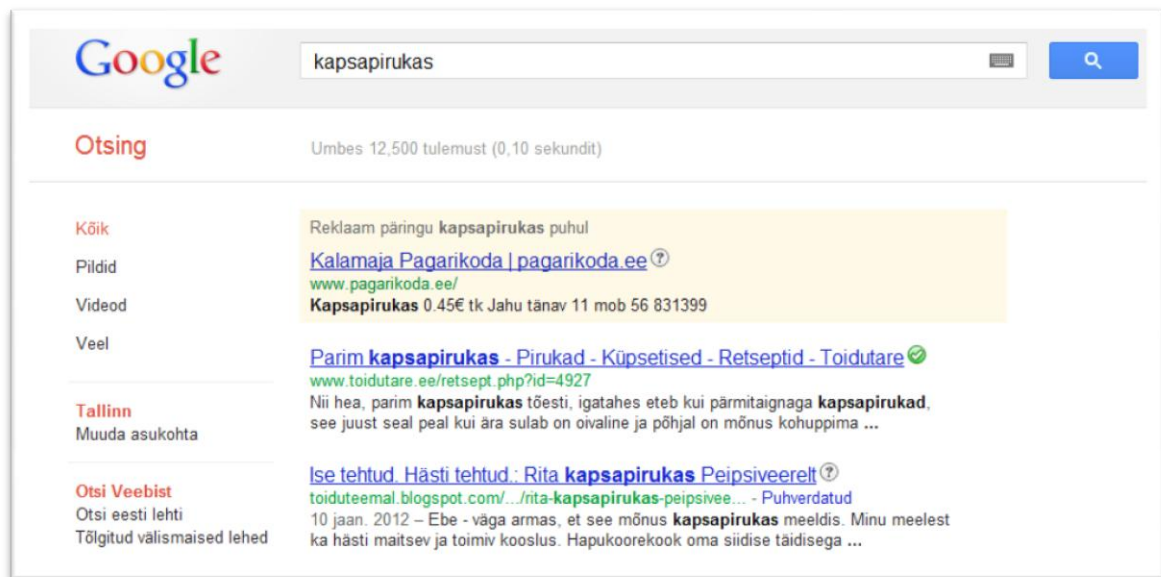 Google
kapsapirukas
Otsing
Umbes 12,500 tulemust (0,10 sekundit)
Kõik
Pildid
Videod
Veel
Tallinn
Muuda asukohta
Otsi Veebist
Otsi eesti lehti
Tõlgitud välismaised lehed
Reklaam päringu kapsapirukas puhul
Kalamaja Pagarikoda | pagarikoda.ee
www.pagarikoda.ee/
Kapsapirukas 0.45€ tk Jahu tänav 11 mob 56 831399
Parim kapsapirukas - Pirukad - Küpsetised - Retseptid - Toidutare
www.toidutare.ee/retsept.php?id=4927
Nii hea, parim kapsapirukas tõesti, igatahes eteb kui pärmitaignaga kapsapirukad,
see juust seal peal kui ära sulab on oivaline ja põhjal on mõnus kohuppima ...
Ise tehtud. Hästi tehtud.: Rita kapsapirukas Peipsiveerelt
toiduteemal.blogspot.com/.../rita-kapsapirukas-peipsivee... - Puhverdatud
10 jaan. 2012 – Ebe - väga armas, et see mõnus kapsapirukas meeldis. Minu meelest
ka hästi maitsev ja toimiv kooslus. Hapukoorekook oma siidise täidisega ...